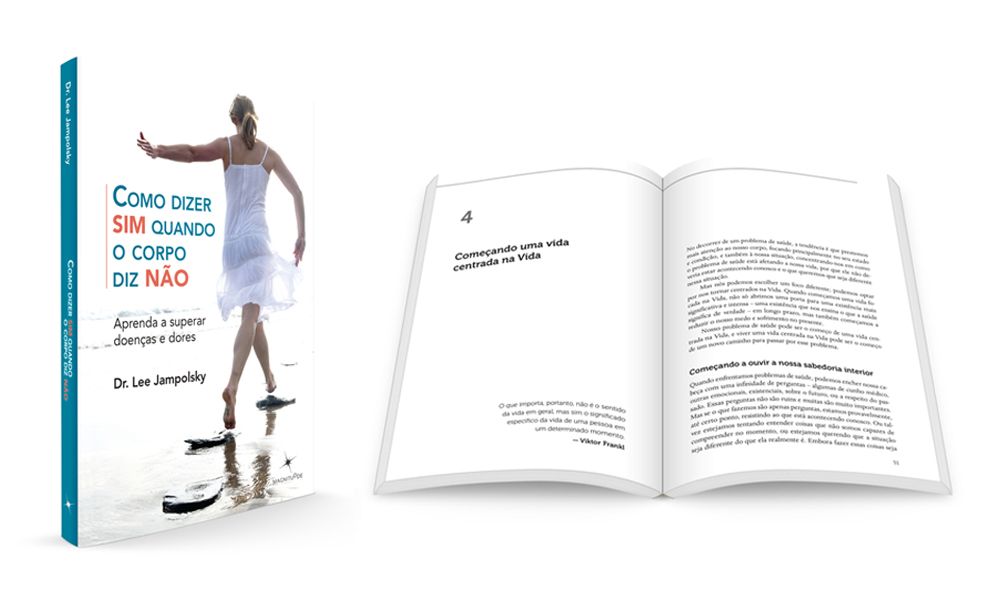 Dr. Lee Jampolsky
COMO DIZER SIM QUANDO
O CORPO DIZ NÃO
COMO DIZER
SIM QUANDO
O CORPO
DIZ NÃO
Aprenda a superar
doenças e dores
Dr. Lee Jampolsky
MAGNITUDDE
4
Começando uma vida
centrada na Vida
O que importa, portanto, não é o sentido
da vida em geral, mas sim o significado
específico da vida de uma pessoa em
um determinado momento.
— Viktor Frankl
No decorrer de um problema de saúde, a tendência é que prestemos
mais atenção ao nosso corpo, focando principalmente no seu estado
e condição, e também à nossa situação, concentrando-nos em como
o problema de saúde está afetando a nossa vida, por que ele não de-
veria estar acontecendo conosco e o que queremos que seja diferente
nessa situação.
Mas nós podemos escolher um foco diferente; podemos optar
por nos tornar centrados na Vida. Quando começamos uma vida fo-
cada na Vida, não só abrimos uma porta para uma existência mais
significativa e intensa – uma existência que nos ensina o que a saúde
significa de verdade – em longo prazo, mas também começamos a
reduzir o nosso medo e sofrimento no presente.
Nosso problema de saúde pode ser o começo de uma vida cen-
trada na Vida, e viver uma vida centrada na Vida pode ser o começo
de um novo caminho para passar por esse problema.
Começando a ouvir a nossa sabedoria interior
Quando enfrentamos problemas de saúde, podemos encher nossa ca-
beça com uma infinidade de perguntas – algumas de cunho médico,
outras emocionais, existenciais, sobre o futuro, ou a respeito do pas-
sado. Essas perguntas não são ruins e muitas são muito importantes.
Mas se o que fazemos são apenas perguntas, estamos provavelmente,
até certo ponto, resistindo ao que está acontecendo conosco. Ou tal-
vez estejamos tentando entender coisas que não somos capazes de
compreender no momento, ou estejamos querendo que a situação
seja diferente do que ela realmente é. Embora fazer essas coisas seja